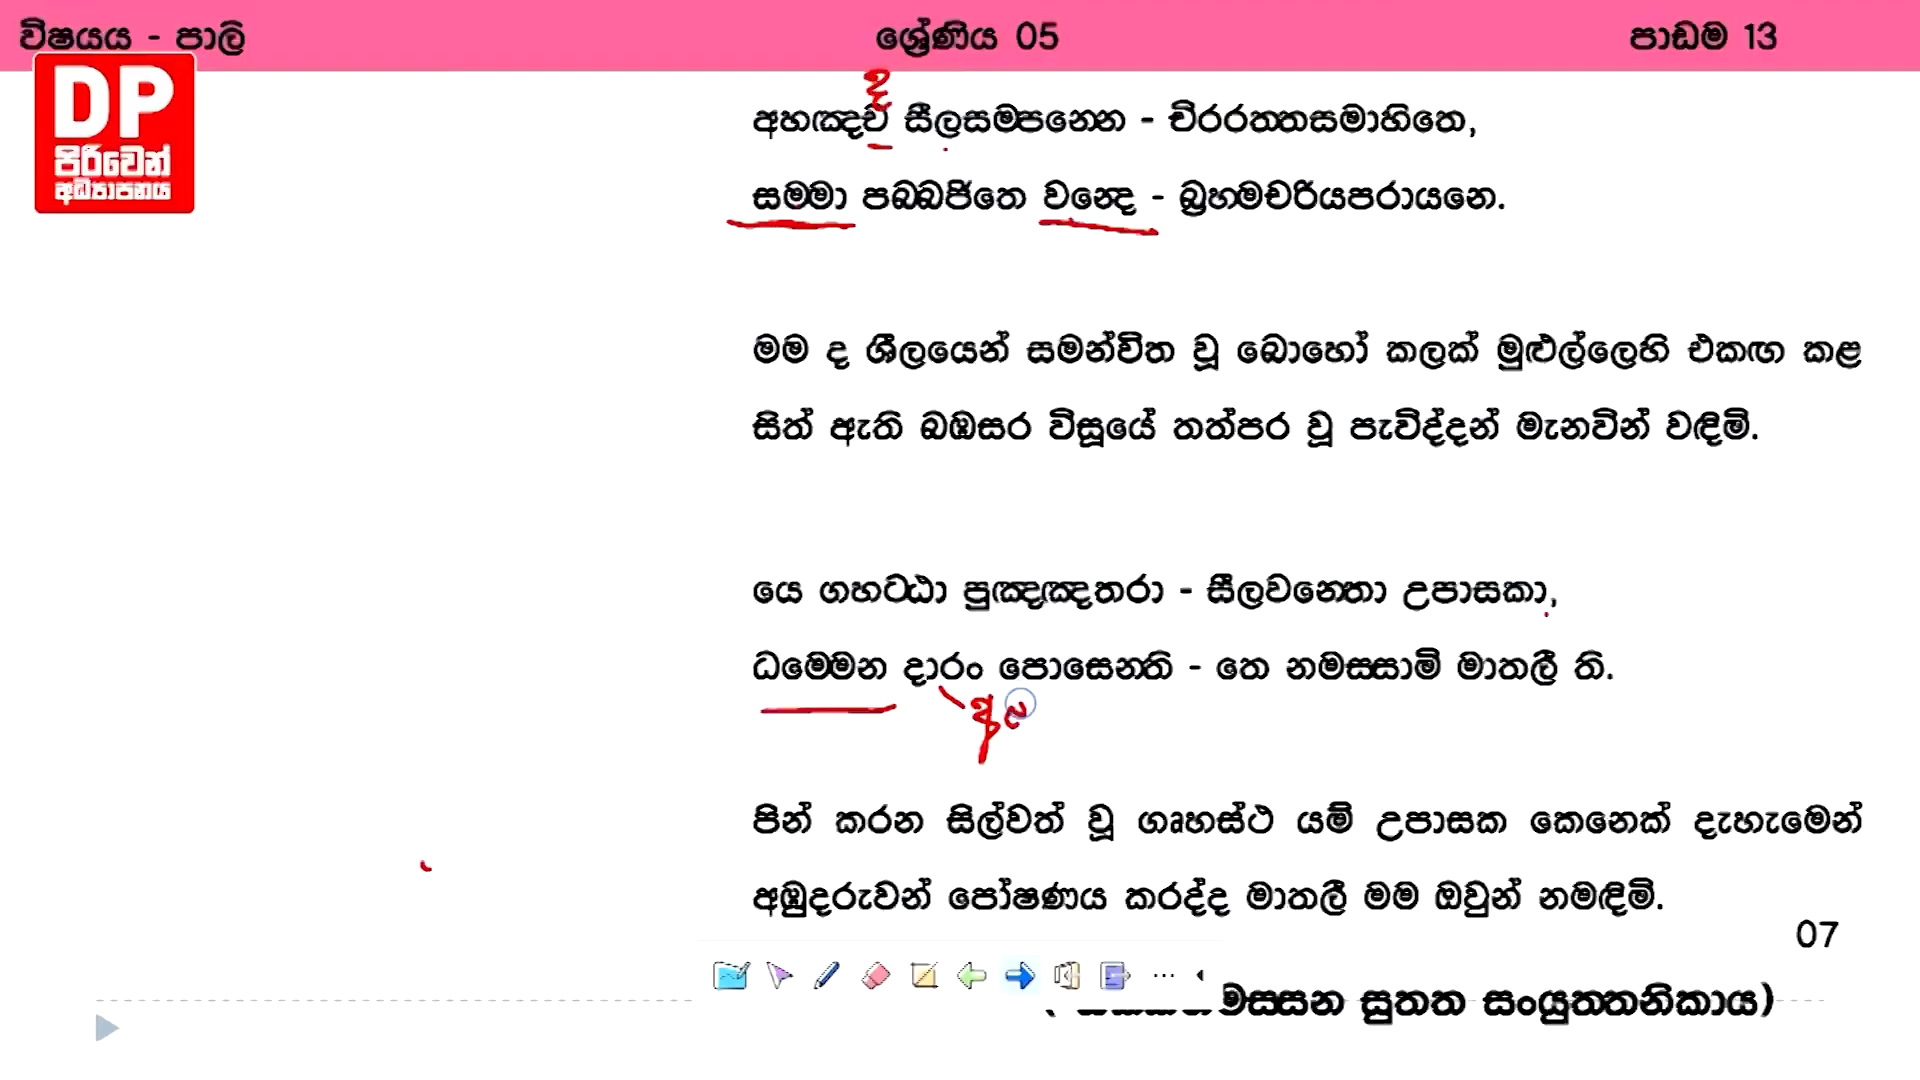 විෂයය - පාලි ශ්‍රේණිය 05 පාඩම 13
DP
පිරිවෙන්
අධ්‍යාපනය
ද
අහඤ්ච සීලසම්පන්නෙ - චිරරත්තසමාහිතෙ,
සම්මා පබ්බජිතෙ වන්දෙ - බ්‍රහ්මචරියපරායනෙ.
මම ද ශීලයෙන් සමන්විත වූ බොහෝ කලක් මුළුල්ලෙහි එකඟ කළ
සිත් ඇති බඹසර විසූයේ තත්පර වූ පැවිද්දන් මැනවින් වඳිමි.
යෙ ගහට්ඨා පුඤ්ඤතරා - සීලවන්තො උපාසකා,
ධම්මෙන දාරං පොසෙන්ති - තෙ නමස්සාමි මාතලී ති.
පින් කරන සිල්වත් වූ ගෘහස්ථ යම් උපාසක කෙනෙක් දැහැමෙන්
අඹුදරුවන් පෝෂණය කරද්ද මාතලී මම ඔවුන් නමඳිමි.
07
සුතත සංයුත්තනිකාය)